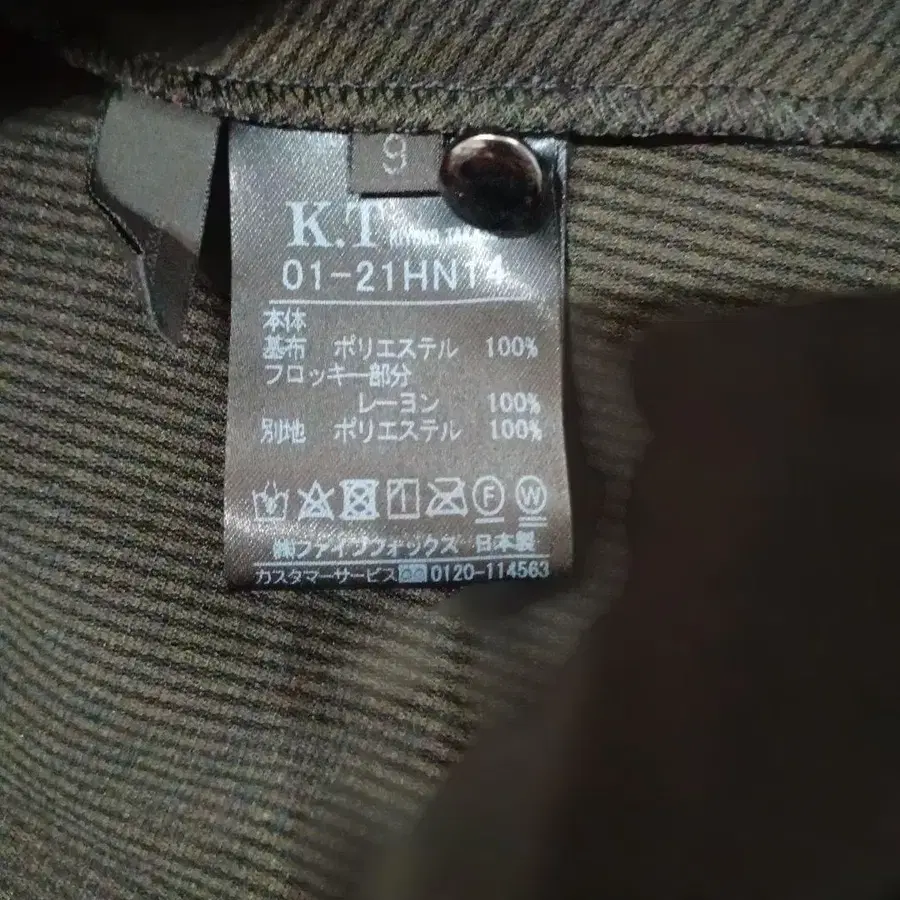 9
K.T
01-21HN14
本体
基布 ポリエステル 100%
フロッキー部分
レーヨン 100%
別地 ポリエステル 100%
F W
㈱ファイブフォックス 日本製
カスタマーサービス 0120-114563